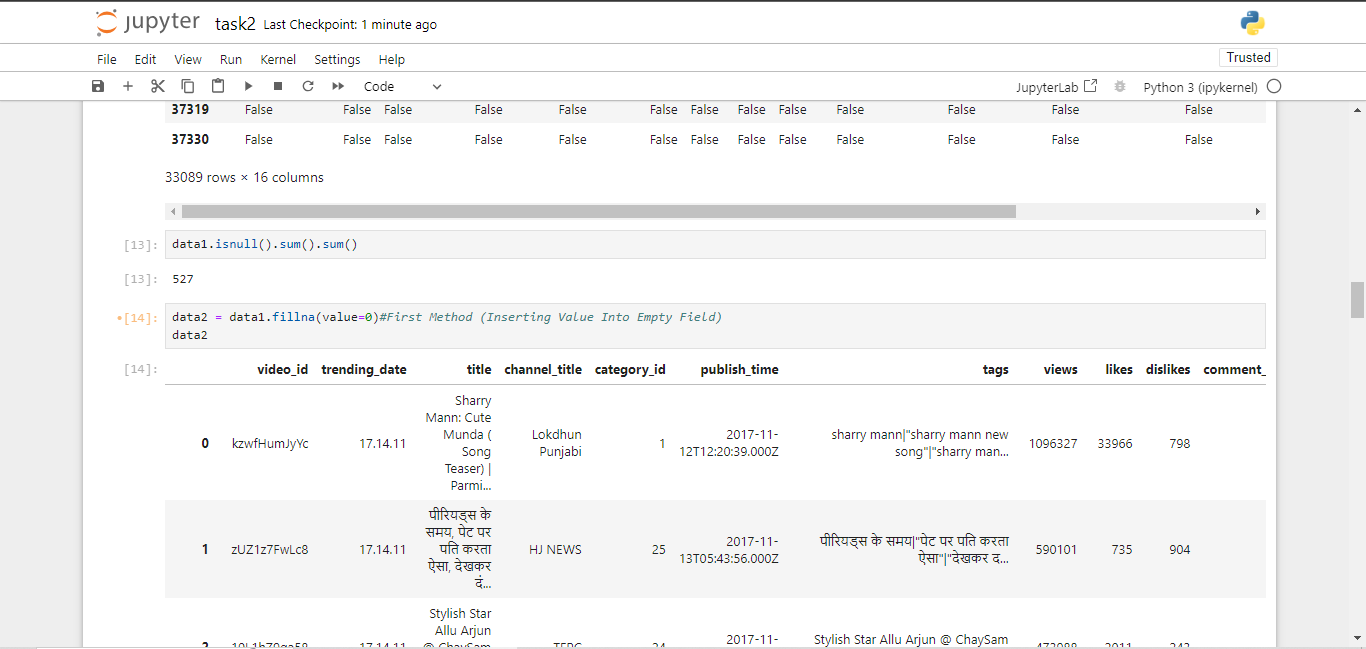 jupyter task2 Last Checkpoint: 1 minute ago
File Edit View Run Kernel Settings Help Trusted
Code JupyterLab Python 3 (ipykernel)
37319 False False False False False False False False False False False False False
37330 False False False False False False False False False False False False False
33089 rows × 16 columns
[13]: data1.isnull().sum().sum()
[13]: 527
[14]: data2 = data1.fillna(value=0)#First Method (Inserting Value Into Empty Field)
data2
[14]: video_id trending_date title channel_title category_id publish_time tags views likes dislikes comment_
Sharry
Mann: Cute
Munda (
Song
Teaser) |
Parmi...
0 kzwfHumJyYc 17.14.11 Lokdhun
Punjabi
1 2017-11-
12T12:20:39.000Z
sharry mann|"sharry mann new
song"|"sharry man...
1096327 33966 798
पीरियड्स के
समय, पेट पर
पति करता
ऐसा, देखकर
दं...
1 zUZ1z7FwLc8 17.14.11 HJ NEWS 25 2017-11-
13T05:43:56.000Z
पीरियड्स के समय|"पेट पर पति करता
ऐसा"|"देखकर द...
590101 735 904
Stylish Star
Allu Arjun
@ ChaySam
2 17.14.11 24 2017-11-
Stylish Star Allu Arjun @ ChaySam